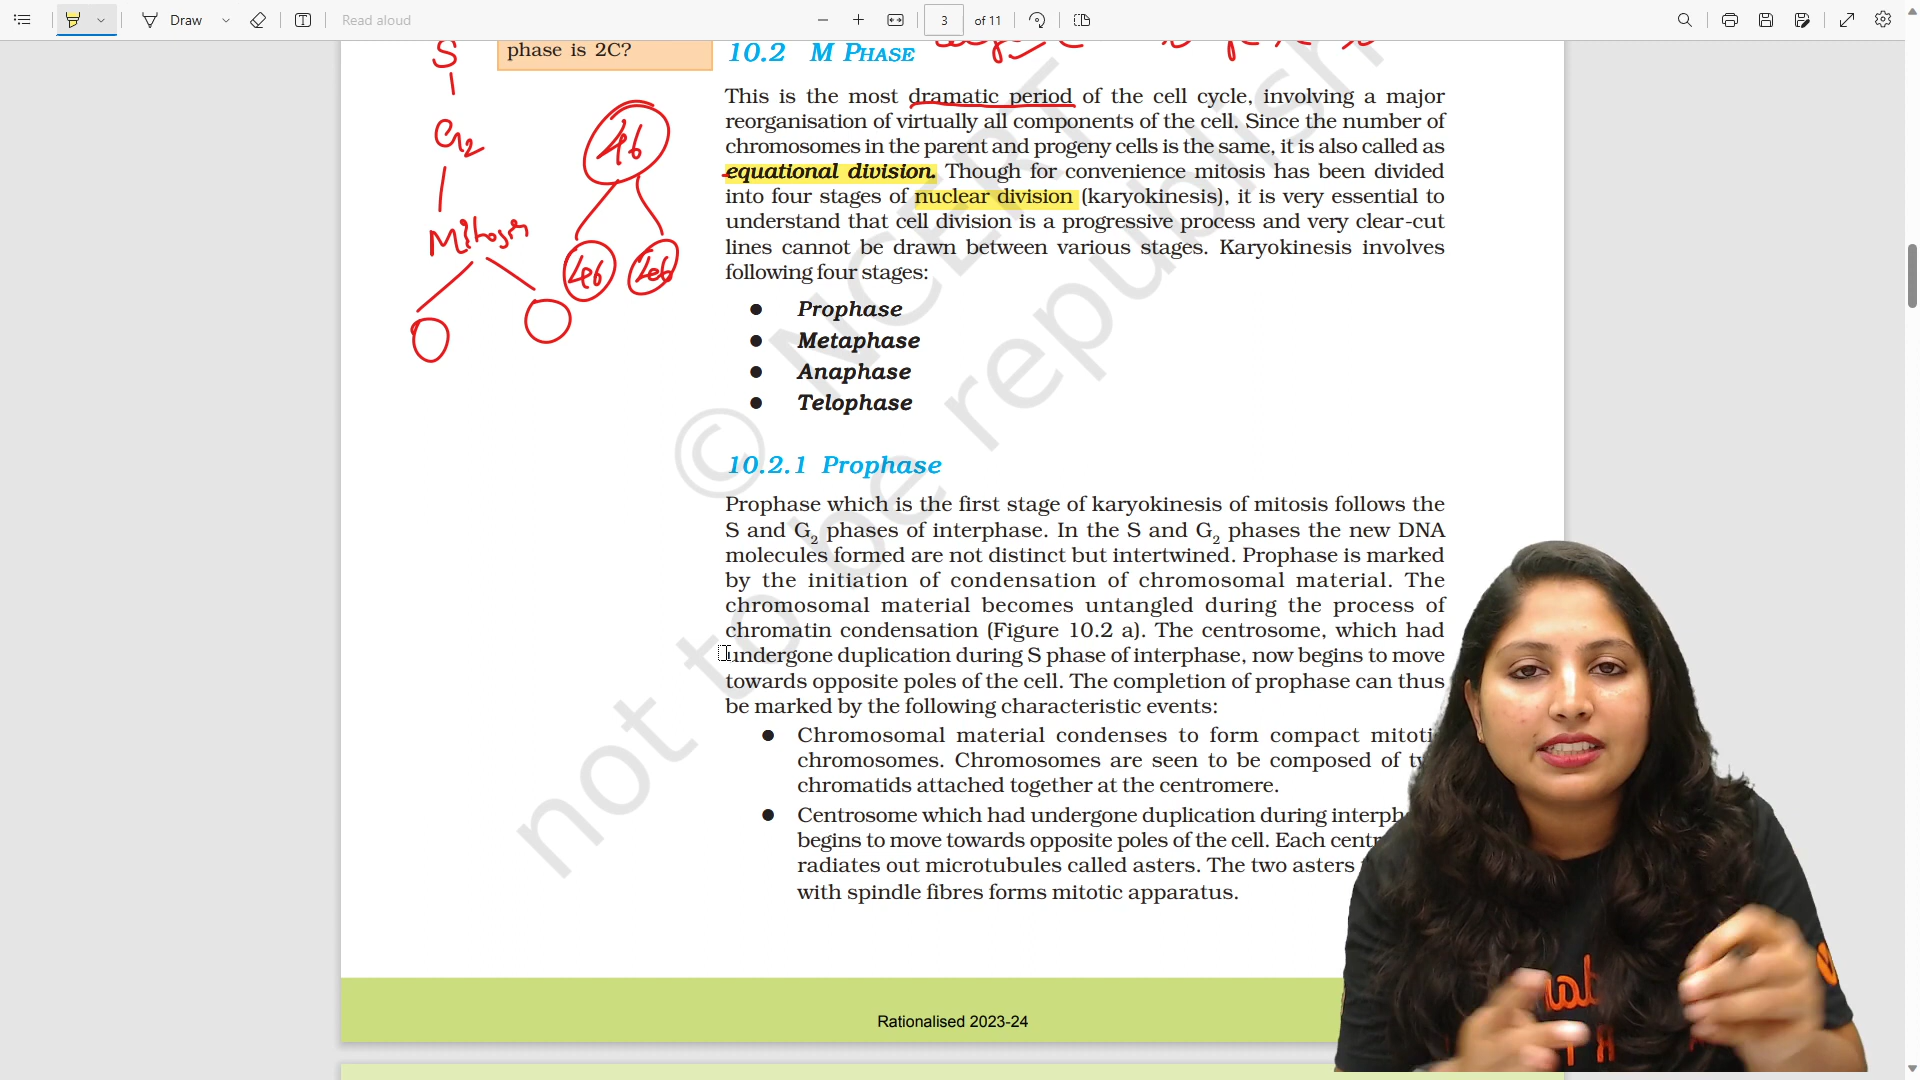 Draw
Read aloud
3
of 11
phase is 2C?
10.2 M PHASE
S
G2
Mitosis
46
46
46
This is the most dramatic period of the cell cycle, involving a major
reorganisation of virtually all components of the cell. Since the number of
chromosomes in the parent and progeny cells is the same, it is also called as
equational division. Though for convenience mitosis has been divided
into four stages of nuclear division (karyokinesis), it is very essential to
understand that cell division is a progressive process and very clear-cut
lines cannot be drawn between various stages. Karyokinesis involves
following four stages:
● Prophase
● Metaphase
● Anaphase
● Telophase
10.2.1 Prophase
Prophase which is the first stage of karyokinesis of mitosis follows the
S and G2 phases of interphase. In the S and G2 phases the new DNA
molecules formed are not distinct but intertwined. Prophase is marked
by the initiation of condensation of chromosomal material. The
chromosomal material becomes untangled during the process of
chromatin condensation (Figure 10.2 a). The centrosome, which had
undergone duplication during S phase of interphase, now begins to move
towards opposite poles of the cell. The completion of prophase can thus
be marked by the following characteristic events:
● Chromosomal material condenses to form compact mitoti
chromosomes. Chromosomes are seen to be composed of
chromatids attached together at the centromere.
● Centrosome which had undergone duplication during interph
begins to move towards opposite poles of the cell. Each centr
radiates out microtubules called asters. The two asters
with spindle fibres forms mitotic apparatus.
© NCERT
not to be republish
Rationalised 2023-24